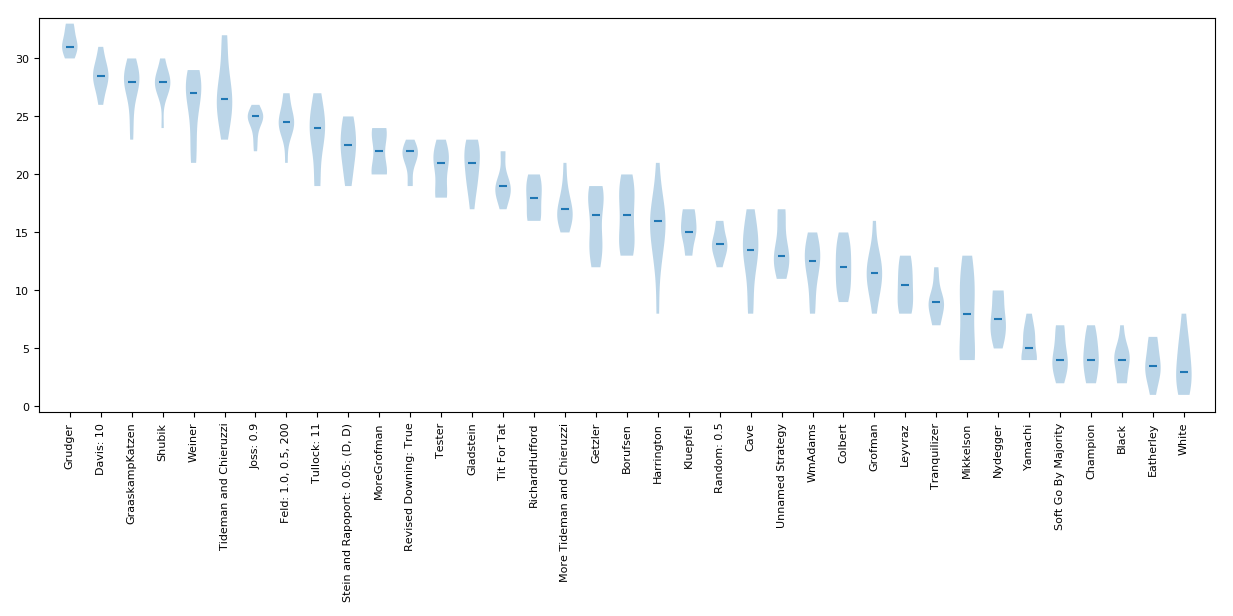 30
25
20
15
10
5
0
Grudger
Davis: 10
GraaskampKatzen
Shubik
Weiner
Tideman and Chieruzzi
Joss: 0.9
Feld: 1.0, 0.5, 200
Tullock: 11
Stein and Rapoport: 0.05: (D, D)
MoreGrofman
Revised Downing: True
Tester
Gladstein
Tit For Tat
RichardHufford
More Tideman and Chieruzzi
Getzler
Borufsen
Harrington
Kluepfel
Random: 0.5
Cave
Unnamed Strategy
WmAdams
Colbert
Grofman
Leyvraz
Tranquilizer
Mikkelson
Nydegger
Yamachi
Soft Go By Majority
Champion
Black
Eatherley
White